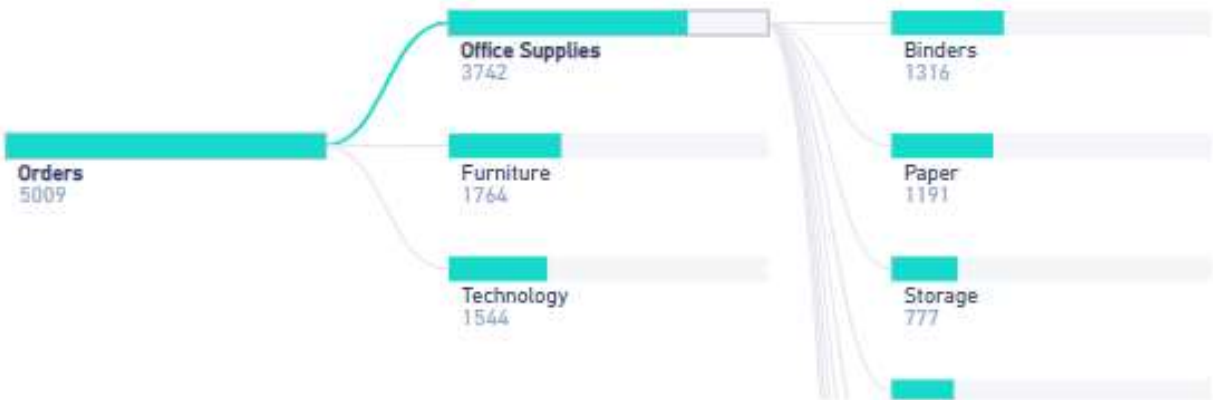 Orders
5009
Office Supplies
3742
Furniture
1764
Technology
1544
Binders
1316
Paper
1191
Storage
777